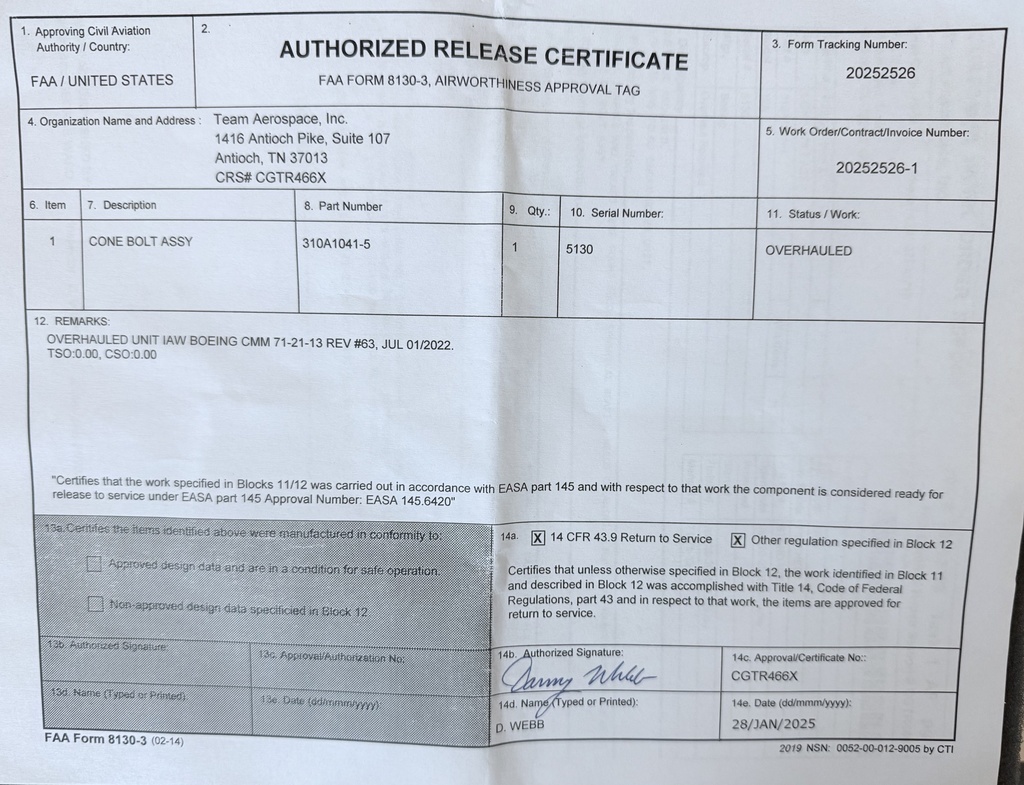 1. Approving Civil Aviation Authority / Country:
FAA / UNITED STATES
2.
AUTHORIZED RELEASE CERTIFICATE
FAA FORM 8130-3, AIRWORTHINESS APPROVAL TAG
3. Form Tracking Number:
20252526
4. Organization Name and Address : Team Aerospace, Inc.
1416 Antioch Pike, Suite 107
Antioch, TN 37013
CRS# CGTR466X
5. Work Order/Contract/Invoice Number:
20252526-1
6. Item
7. Description
8. Part Number
9. Qty.:
10. Serial Number:
11. Status / Work:
1
CONE BOLT ASSY
310A1041-5
1
5130
OVERHAULED
12. REMARKS:
OVERHAULED UNIT IAW BOEING CMM 71-21-13 REV #63, JUL 01/2022.
TSO:0.00, CSO:0.00
"Certifies that the work specified in Blocks 11/12 was carried out in accordance with EASA part 145 and with respect to that work the component is considered ready for
release to service under EASA part 145 Approval Number: EASA 145.6420"
13a. Certifies the items identified above were manufactured in conformity to:
Approved design data and are in a condition for safe operation.
Non-approved design data specificied in Block 12.
14a. X 14 CFR 43.9 Return to Service X Other regulation specified in Block 12
Certifies that unless otherwise specified in Block 12, the work identified in Block 11
and described in Block 12 was accomplished with Title 14, Code of Federal
Regulations, part 43 and in respect to that work, the items are approved for
return to service.
13b. Authorized Signature:
13c. Approval/Authorization No:
14b. Authorized Signature:
Danny Webb
14c. Approval/Certificate No.:
CGTR466X
13d. Name (Typed or Printed)
13e. Date (dd/mmm/yyyy):
14d. Name (Typed or Printed):
D. WEBB
14e. Date (dd/mmm/yyyy):
28/JAN/2025
FAA Form 8130-3 (02-14)
2019 NSN: 0052-00-012-9005 by CTI